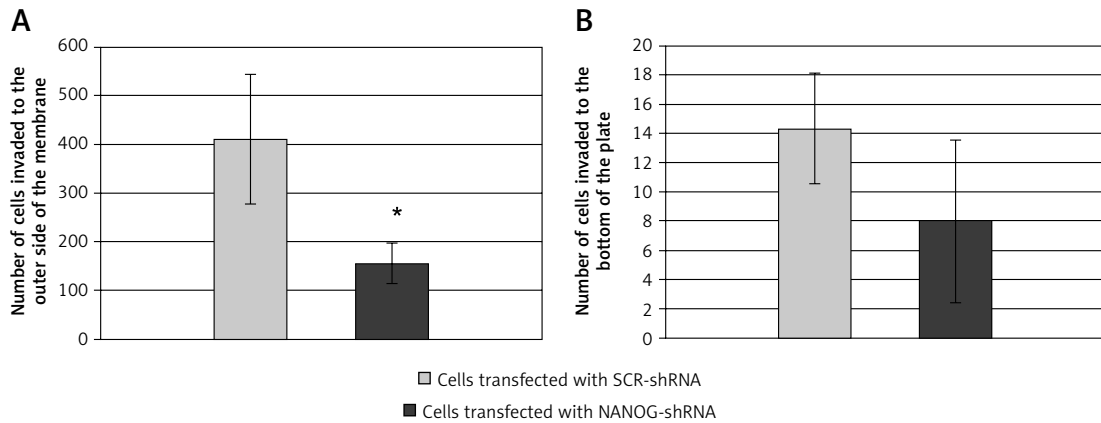 A
Number of cells invaded to the
outer side of the membrane
600
500
400
300
200
100
0
*
B
Number of cells invaded to the
bottom of the plate
20
18
16
14
12
10
8
6
4
2
0
Cells transfected with SCR-shRNA
Cells transfected with NANOG-shRNA